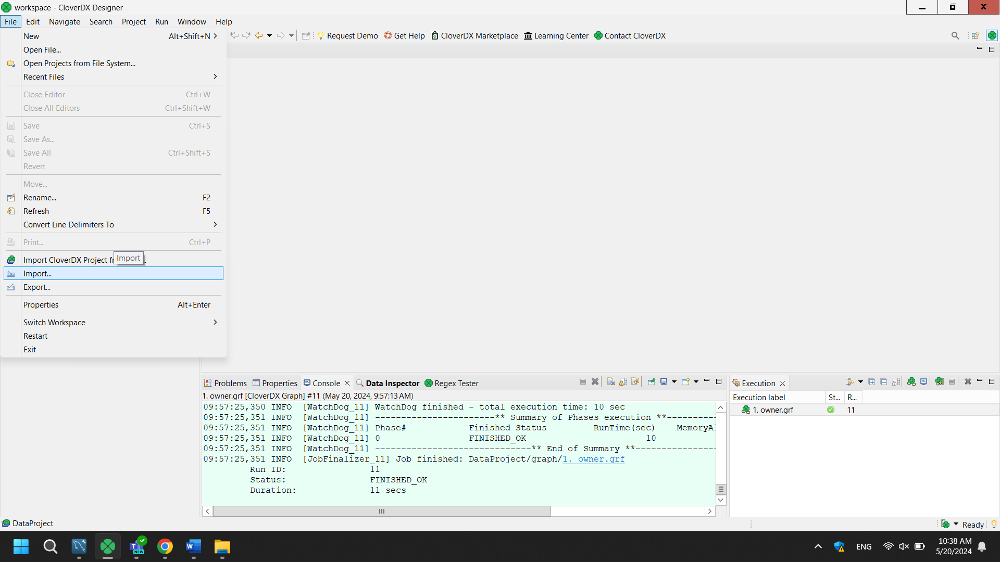 workspace - CloverDX Designer
File Edit Navigate Search Project Run Window Help
New Alt+Shift+N
Open File...
Open Projects from File System...
Recent Files
Close Editor Ctrl+W
Close All Editors Ctrl+Shift+W
Save Ctrl+S
Save As...
Save All Ctrl+Shift+S
Revert
Move...
Rename... F2
Refresh F5
Convert Line Delimiters To
Print... Ctrl+P
Import CloverDX Project
Import
Import...
Export...
Properties Alt+Enter
Switch Workspace
Restart
Exit
Request Demo Get Help CloverDX Marketplace Learning Center Contact CloverDX
Problems Properties Console Data Inspector Regex Tester
1. owner.grf [CloverDX Graph] #11 (May 20, 2024, 9:57:13 AM)
09:57:25,350 INFO [WatchDog_11] WatchDog finished - total execution time: 10 sec
09:57:25,351 INFO [WatchDog_11] -----------------------** Summary of Phases execution **----------
09:57:25,351 INFO [WatchDog_11] Phase# Finished Status RunTime(sec) MemoryAl
09:57:25,351 INFO [WatchDog_11] 0 FINISHED_OK 10
09:57:25,351 INFO [WatchDog_11] ------------------------------** End of Summary **----------------
09:57:25,351 INFO [JobFinalizer_11] Job finished: DataProject/graph/1. owner.grf
Run ID: 11
Status: FINISHED_OK
Duration: 11 secs
Execution
Execution label St... R...
1. owner.grf 11
DataProject
Ready
NEW
ENG
10:38 AM
5/20/2024